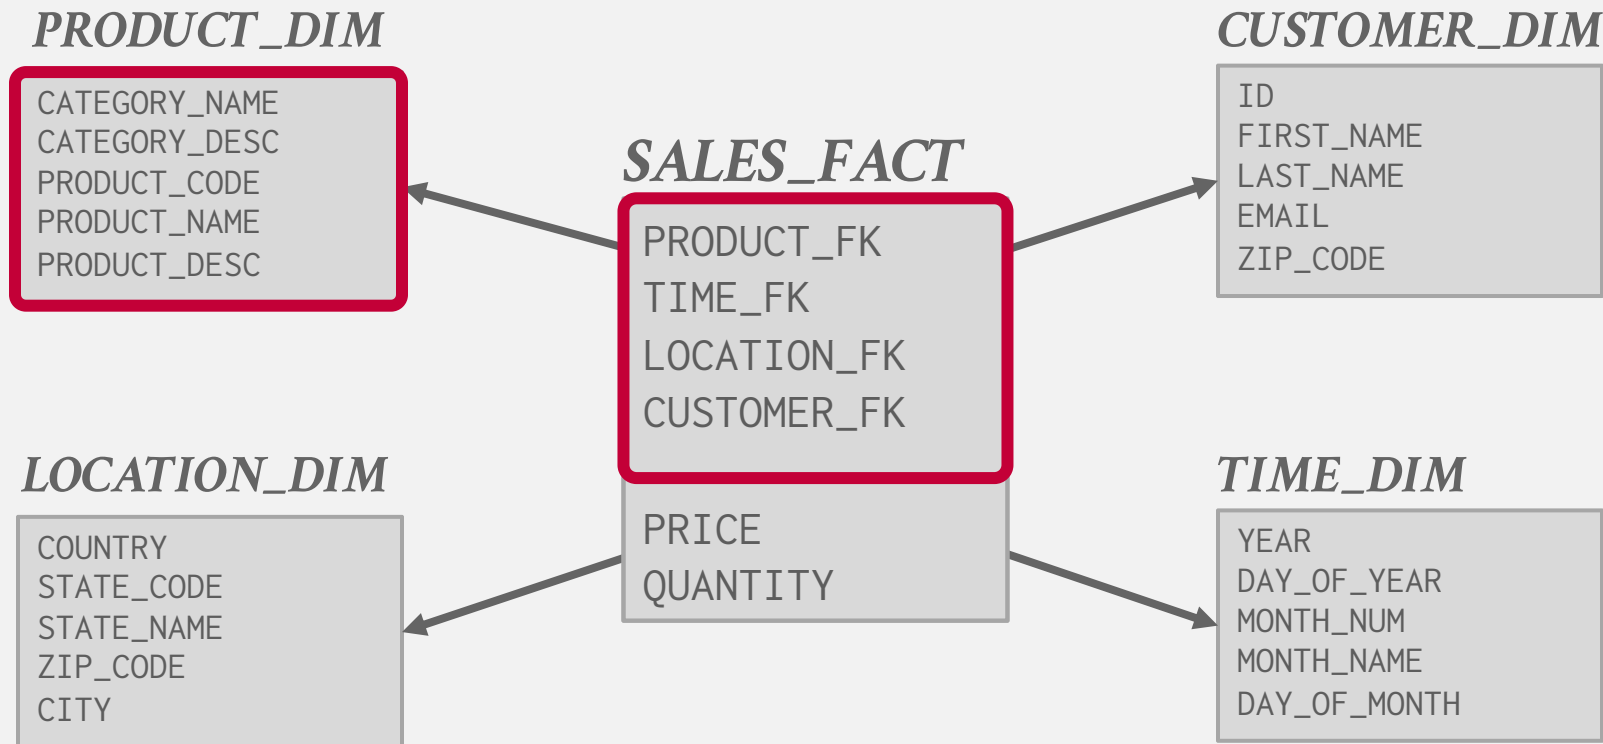 PRODUCT_DIM
CATEGORY_NAME
CATEGORY_DESC
PRODUCT_CODE
PRODUCT_NAME
PRODUCT_DESC
CUSTOMER_DIM
ID
FIRST_NAME
LAST_NAME
EMAIL
ZIP_CODE
SALES_FACT
PRODUCT_FK
TIME_FK
LOCATION_FK
CUSTOMER_FK
PRICE
QUANTITY
LOCATION_DIM
COUNTRY
STATE_CODE
STATE_NAME
ZIP_CODE
CITY
TIME_DIM
YEAR
DAY_OF_YEAR
MONTH_NUM
MONTH_NAME
DAY_OF_MONTH